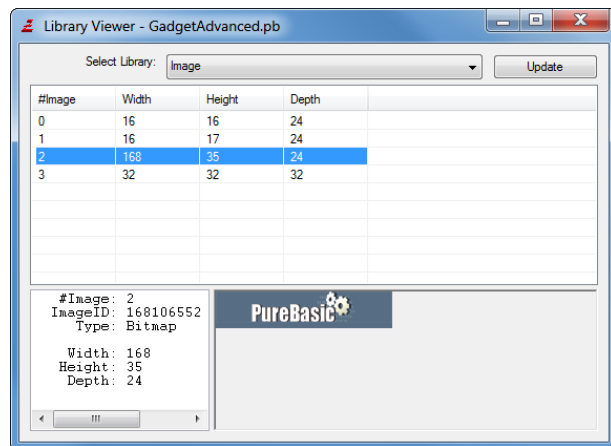 Library Viewer - GadgetAdvanced.pb
Select Library: Image Update
#Image Width Height Depth
0 16 16 24
1 16 17 24
2 168 35 24
3 32 32 32
#Image: 2
ImageID: 168106552
Type: Bitmap
Width: 168
Height: 35
Depth: 24
PureBasic